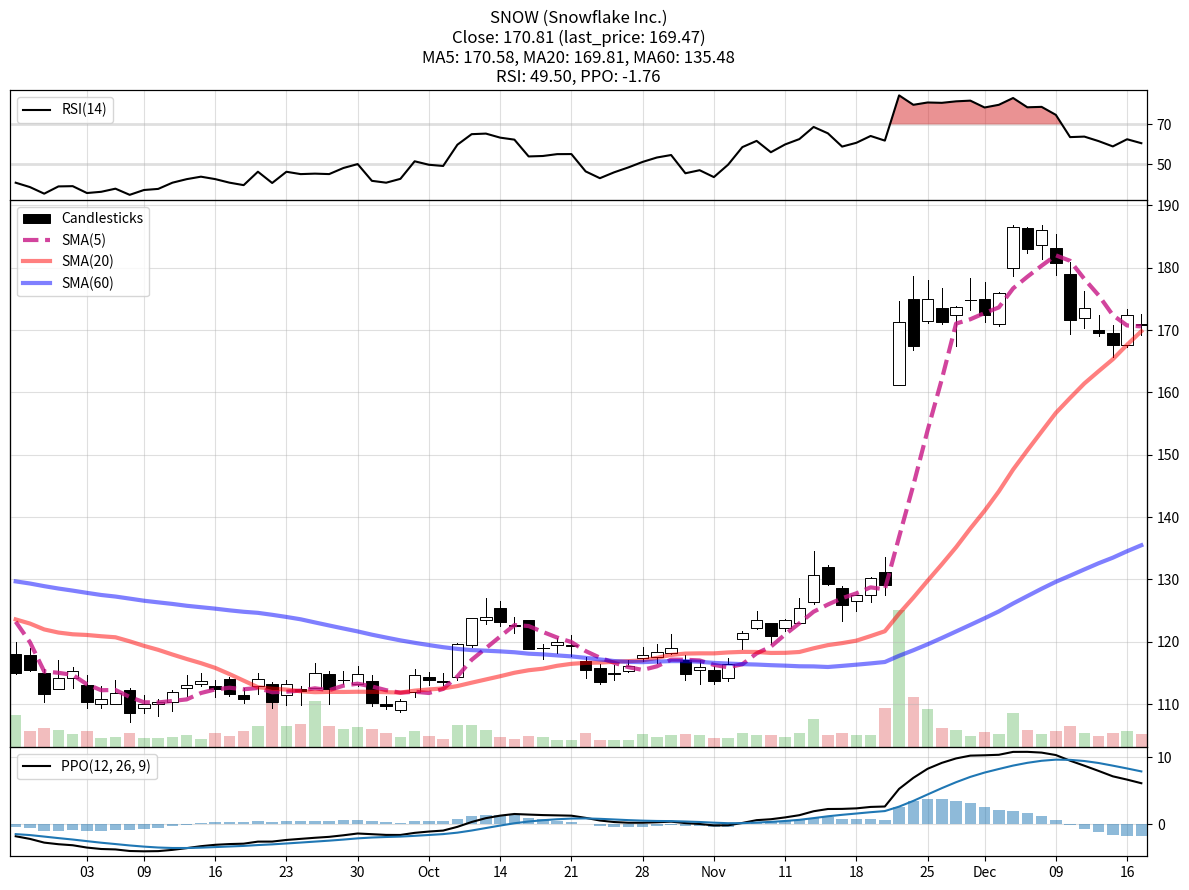 SNOW (Snowflake Inc.)
Close: 170.81 (last_price: 169.47)
MA5: 170.58, MA20: 169.81, MA60: 135.48
RSI: 49.50, PPO: -1.76
RSI(14)
70
50
Candlesticks
SMA(5)
SMA(20)
SMA(60)
190
180
170
160
150
140
130
120
110
PPO(12, 26, 9)
10
0
03 09 16 23 30 Oct 14 21 28 Nov 11 18 25 Dec 09 16